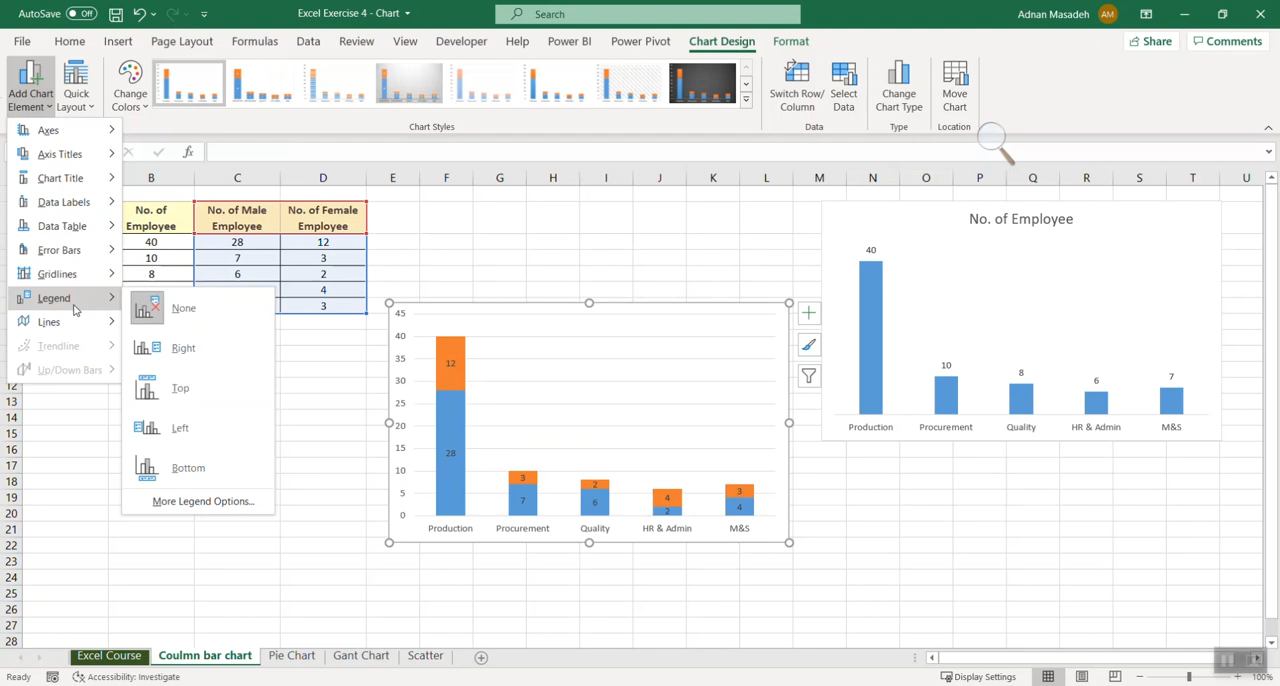 AutoSave Off
Excel Exercise 4 - Chart
Search
Adnan Masadeh AM
File Home Insert Page Layout Formulas Data Review View Developer Help Power BI Power Pivot Chart Design Format
Share Comments
Add Chart Element
Quick Layout
Change Colors
Switch Row/ Column
Select Data
Change Chart Type
Move Chart
Chart Styles
Data
Type
Location
Axes
Axis Titles
Chart Title
Data Labels
Data Table
Error Bars
Gridlines
Legend
Lines
Trendline
Up/Down Bars
None
Right
Top
Left
Bottom
More Legend Options...
fx
B C D E F G H I J K L M N O P Q R S T U
No. of Employee
No. of Male Employee
No. of Female Employee
40 28 12
10 7 3
8 6 2
4
3
12
13
14
15
16
17
18
19
20
21
22
23
24
25
26
27
28
45
40
35
30
25
20
15
10
5
0
12
28
3
7
2
6
4
2
3
4
Production Procurement Quality HR & Admin M&S
No. of Employee
40
10
8
6
7
Production Procurement Quality HR & Admin M&S
Excel Course Coulmn bar chart Pie Chart Gant Chart Scatter
Ready
Accessibility: Investigate
Display Settings
100%